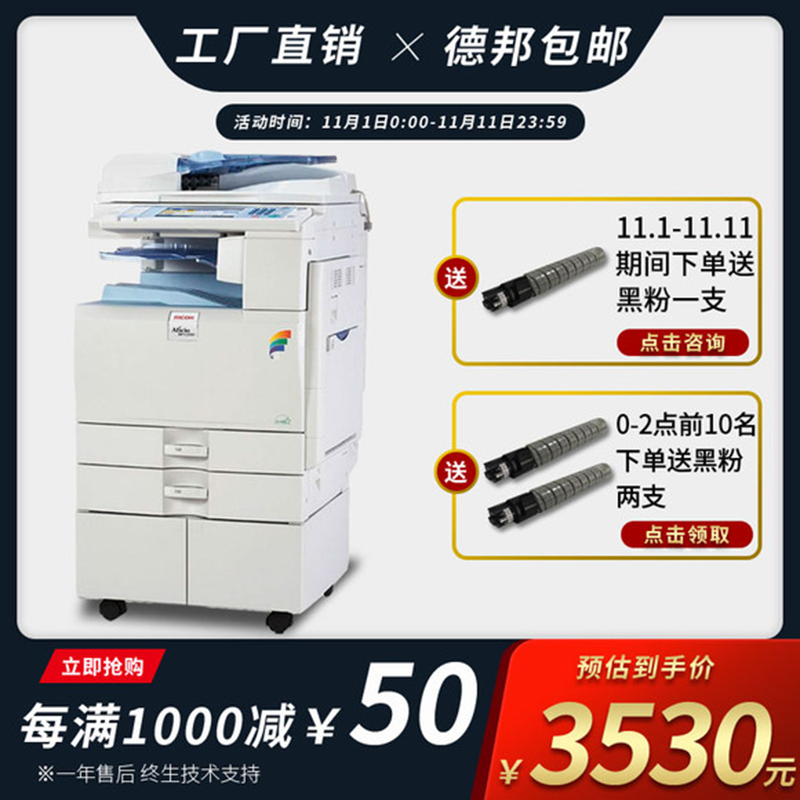 工厂直销 × 德邦包邮
活动时间：11月1日0:00-11月11日23:59
送
11.1-11.11
期间下单送
黑粉一支
点击咨询
RICOH
Aficio
送
0-2点前10名
下单送黑粉
两支
点击领取
立即抢购
每满1000减￥50
※一年售后 终生技术支持
预估到手价
￥3530元